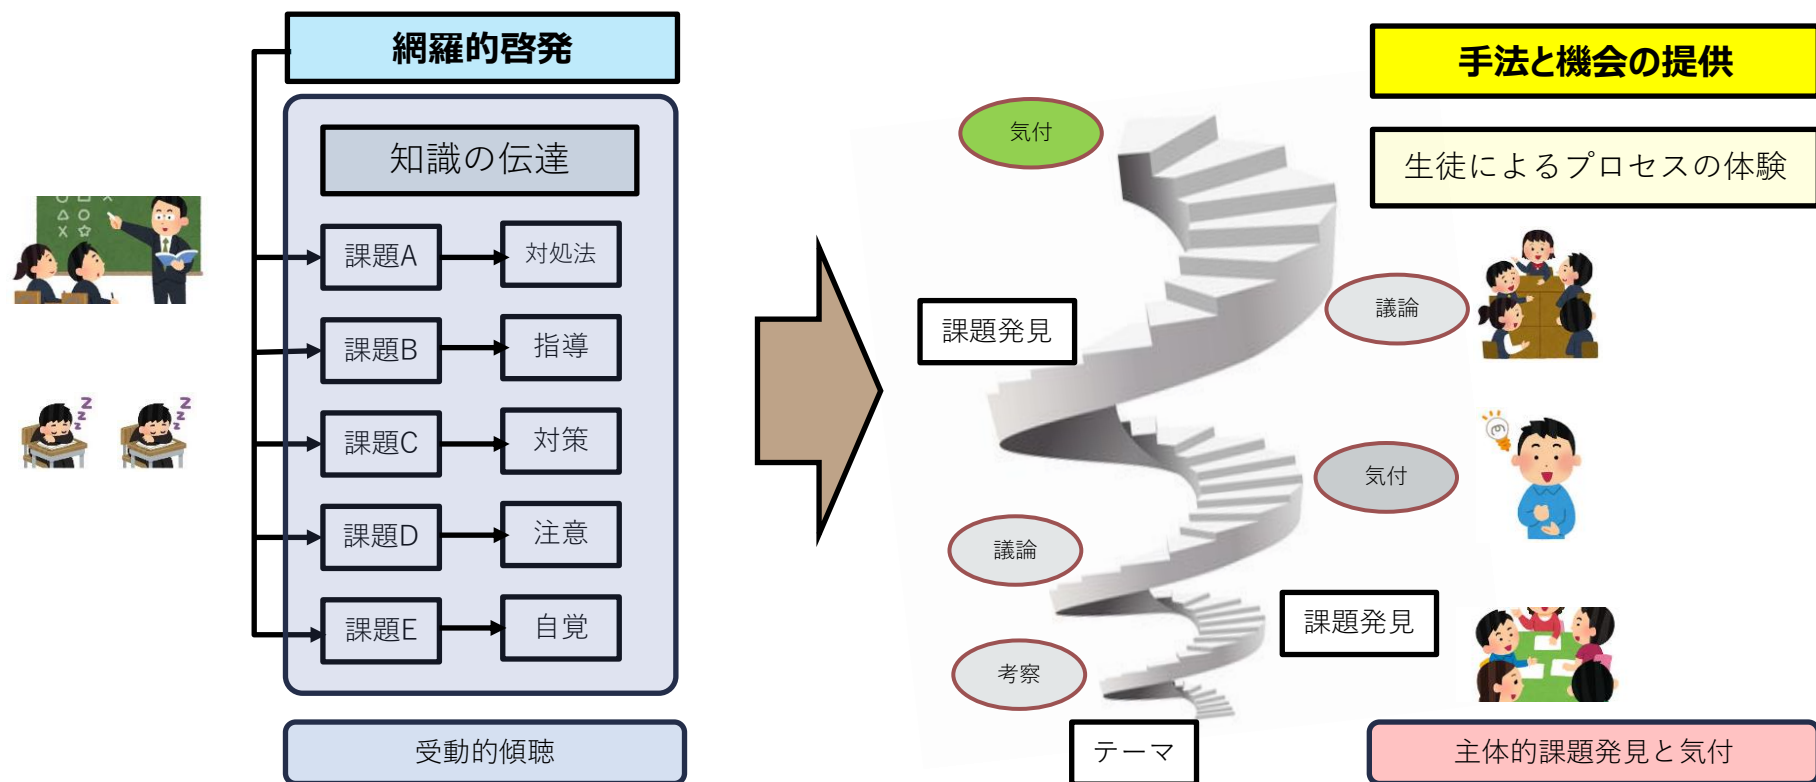 網羅的啓発
知識の伝達
課題A
対処法
課題B
指導
課題C
対策
課題D
注意
課題E
自覚
受動的傾聴
手法と機会の提供
生徒によるプロセスの体験
気付
議論
課題発見
気付
議論
課題発見
考察
テーマ
主体的課題発見と気付
z
z
z
z
z
z